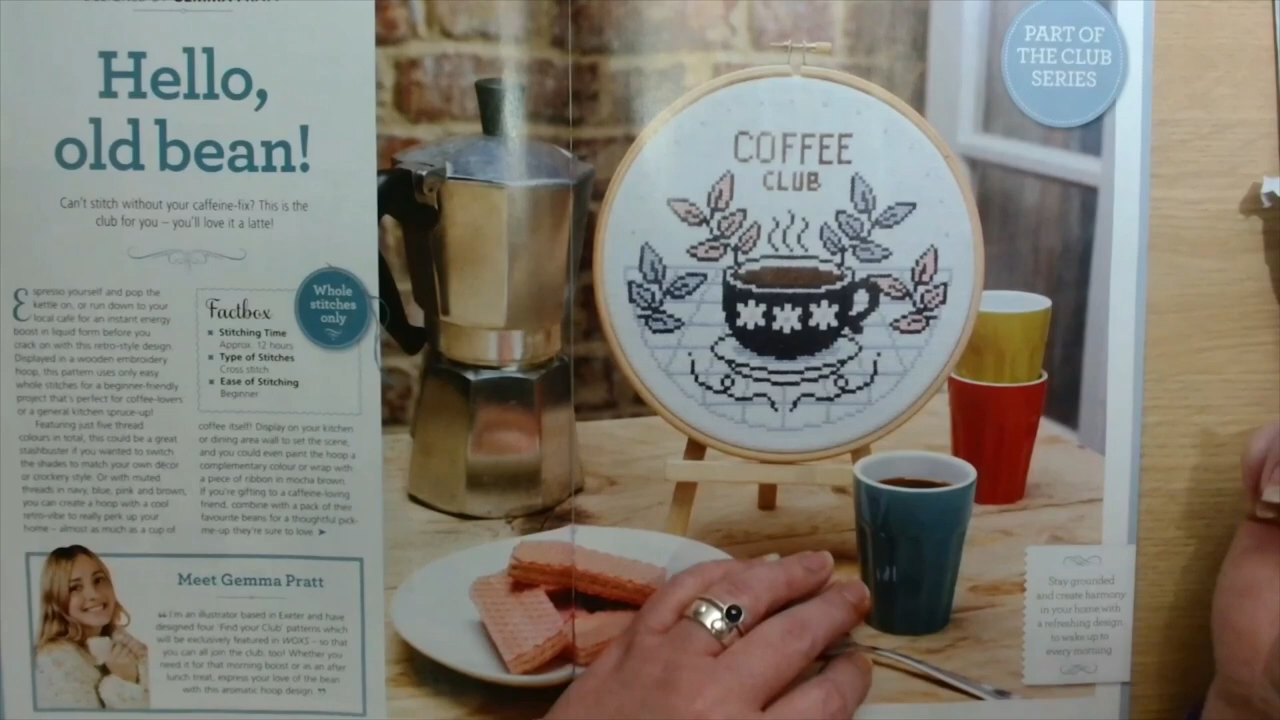 Hello,
old bean!
Can't stitch without your caffeine-fix? This is the
club for you – you'll love it a latte!
Espresso yourself and pop the
kettle on, or run down to your
local café for an instant energy
boost in liquid form before you
crack on with this retro-style design.
Displayed in a wooden embroidery
hoop, this pattern uses only easy
whole stitches for a beginner-friendly
project that's perfect for coffee-lovers
or a general kitchen spruce-up!
Featuring just five thread
colours in total, this could be a great
stashbuster if you wanted to switch
the shades to match your own décor
or crockery style. Or with muted
threads in navy, blue, pink and brown,
you can create a hoop with a cool
retro-vibe to really perk up your
home – almost as much as a cup of
Factbox
Stitching Time
Approx. 12 hours
Type of Stitches
Cross stitch
Ease of Stitching
Beginner
Whole
stitches
only
coffee itself! Display on your kitchen
or dining area wall to set the scene,
and you could even paint the hoop a
complementary colour or wrap with
a piece of ribbon in mocha brown.
If you're gifting to a caffeine-loving
friend, combine with a pack of their
favourite beans for a thoughtful pick-
me-up they're sure to love ➤
Meet Gemma Pratt
❝ I'm an illustrator based in Exeter and have
designed four 'Find your Club' patterns which
will be exclusively featured in WOXS – so that
you can all join the club, too! Whether you
need it for that morning boost or as an after
lunch treat, express your love of the bean
with this aromatic hoop design. ❞
COFFEE
CLUB
PART OF
THE CLUB
SERIES
Stay grounded
and create harmony
in your home with
a refreshing design,
to wake up to
every morning